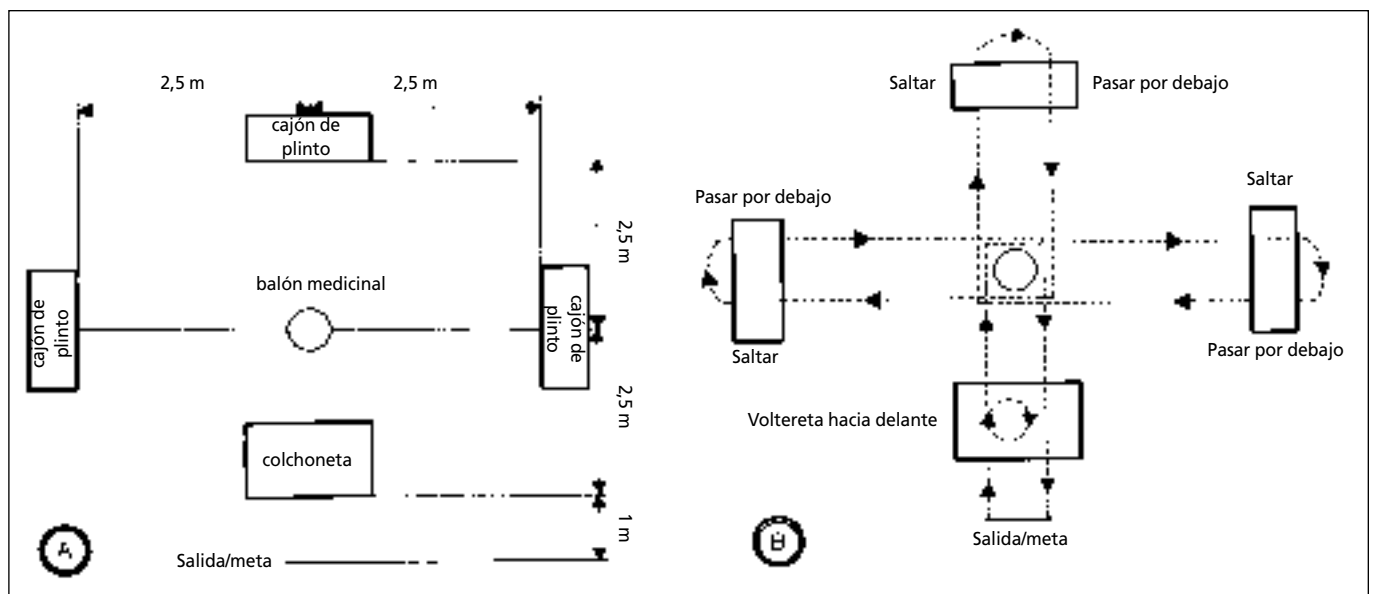 2,5 m
2,5 m
cajón de
plinto
cajón de
plinto
balón medicinal
cajón de
plinto
2,5 m
2,5 m
colchoneta
1 m
Salida/meta
A
Saltar
Pasar por debajo
Pasar por debajo
Saltar
Saltar
Pasar por debajo
Voltereta hacia delante
Salida/meta
B